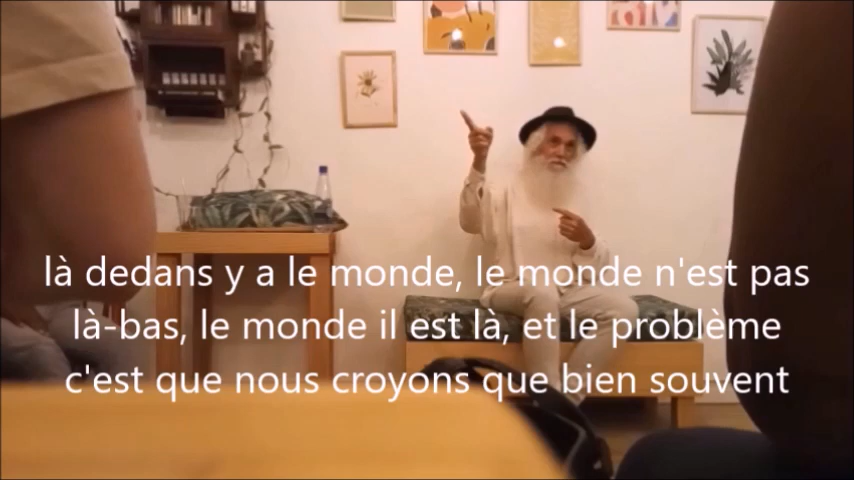 là dedans y a le monde, le monde n'est pas
là-bas, le monde il est là, et le problème
c'est que nous croyons que bien souvent